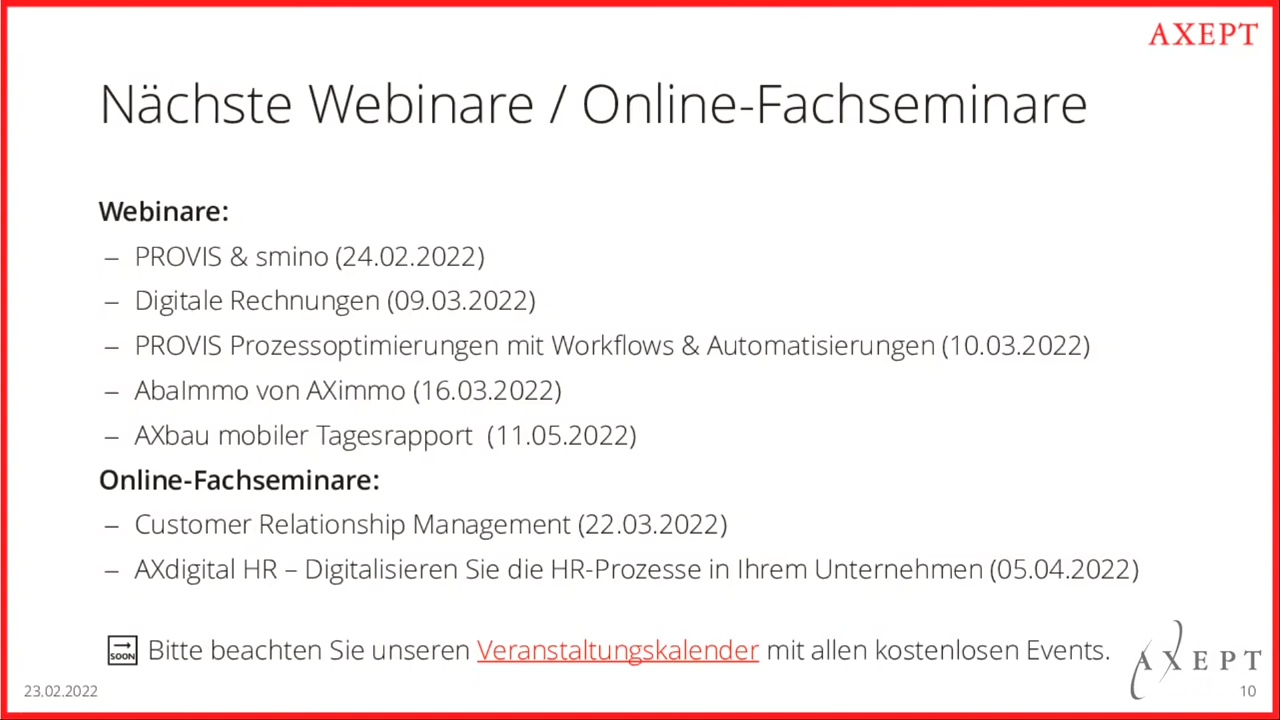 AXEPT
Nächste Webinare / Online-Fachseminare
Webinare:
– PROVIS & smino (24.02.2022)
– Digitale Rechnungen (09.03.2022)
– PROVIS Prozessoptimierungen mit Workflows & Automatisierungen (10.03.2022)
– AbaImmo von AXimmo (16.03.2022)
– AXbau mobiler Tagesrapport (11.05.2022)
Online-Fachseminare:
– Customer Relationship Management (22.03.2022)
– AXdigital HR – Digitalisieren Sie die HR-Prozesse in Ihrem Unternehmen (05.04.2022)
SOON Bitte beachten Sie unseren Veranstaltungskalender mit allen kostenlosen Events.
AXEPT
23.02.2022
10